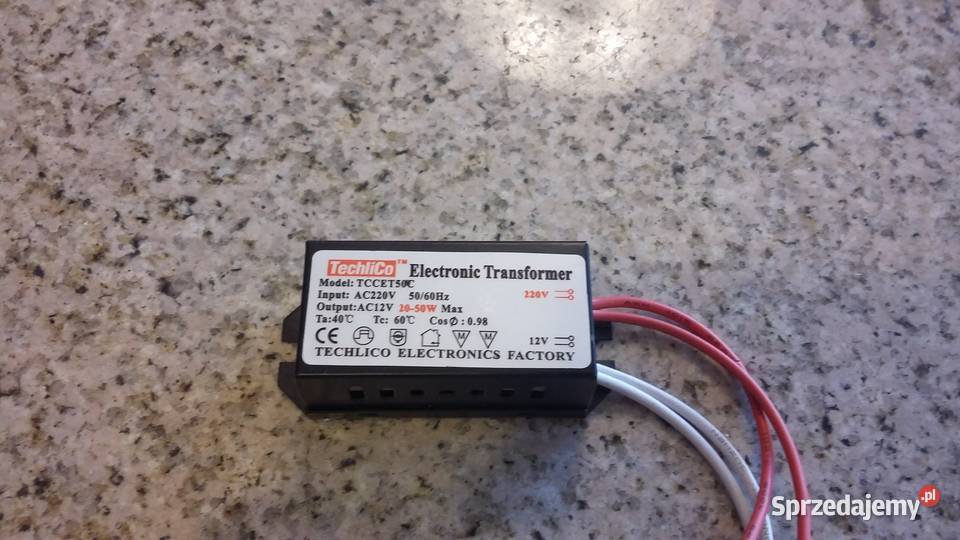 TechliCo™ Electronic Transformer
Model: TCCET50C
Input: AC220V 50/60Hz
220V
Output:AC12V 20-50W Max
Ta:40℃ Tc: 60℃ CosØ: 0.98
CE M M
12V
TECHLICO ELECTRONICS FACTORY
Sprzedajemy.pl